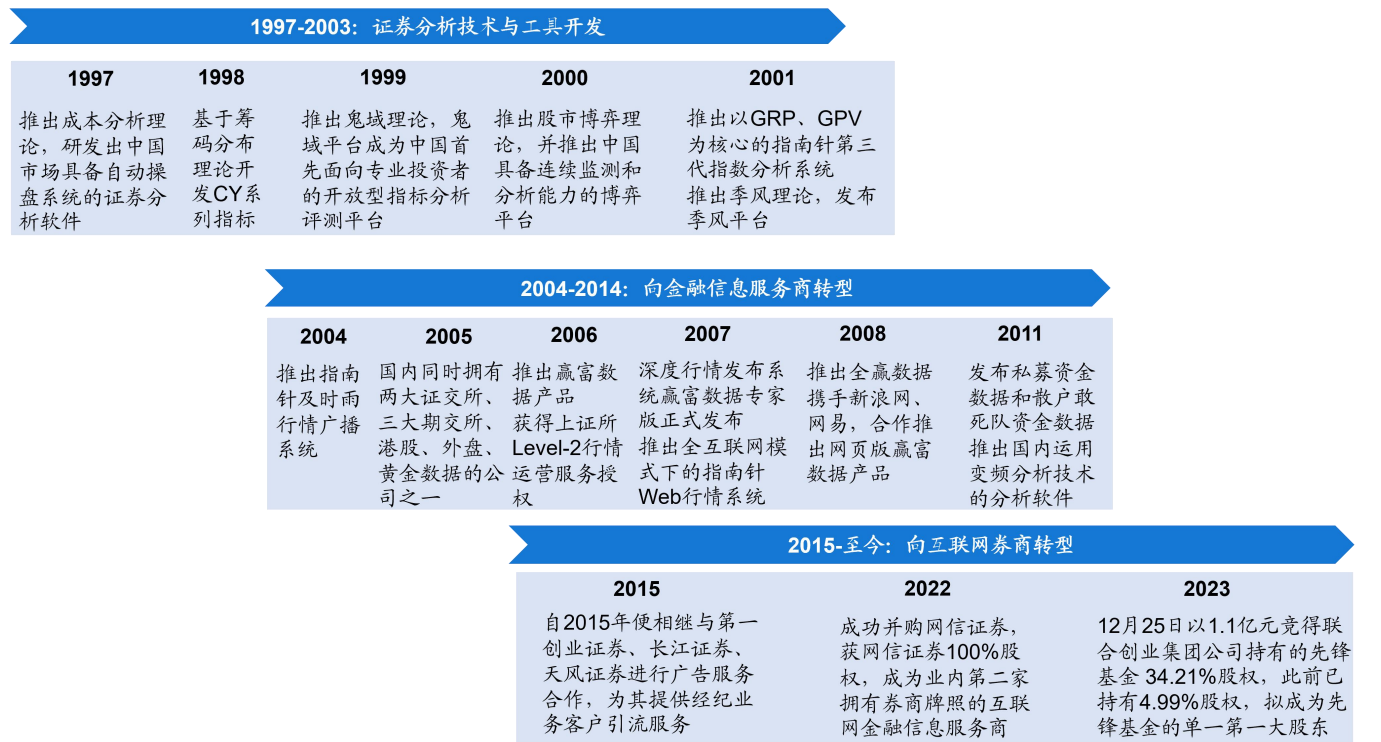 1997-2003：证券分析技术与工具开发
1997
推出成本分析理
论，研发出中国
市场具备自动操
盘系统的证券分
析软件
1998
基于筹
码分布
理论开
发CY系
列指标
1999
推出鬼域理论，鬼
域平台成为中国首
先面向专业投资者
的开放型指标分析
评测平台
2000
推出股市博弈理
论，并推出中国
具备连续监测和
分析能力的博弈
平台
2001
推出以GRP、GPV
为核心的指南针第三
代指数分析系统
推出季风理论，发布
季风平台
2004-2014：向金融信息服务商转型
2004
推出指南
针及时雨
行情广播
系统
2005
国内同时拥有
两大证交所、
三大期交所、
港股、外盘、
黄金数据的公
司之一
2006
推出赢富数
据产品
获得上证所
Level-2行情
运营服务授
权
2007
深度行情发布系
统赢富数据专家
版正式发布
推出全互联网模
式下的指南针
Web行情系统
2008
推出全赢数据
携手新浪网、
网易，合作推
出网页版赢富
数据产品
2011
发布私募资金
数据和散户敢
死队资金数据
推出国内运用
变频分析技术
的分析软件
2015-至今：向互联网券商转型
2015
自2015年便相继与第一
创业证券、长江证券、
天风证券进行广告服务
合作，为其提供经纪业
务客户引流服务
2022
成功并购网信证券，
获网信证券100%股
权，成为业内第二家
拥有券商牌照的互联
网金融信息服务商
2023
12月25日以1.1亿元竞得联
合创业集团公司持有的先锋
基金 34.21%股权，此前已
持有4.99%股权，拟成为先
锋基金的单一第一大股东